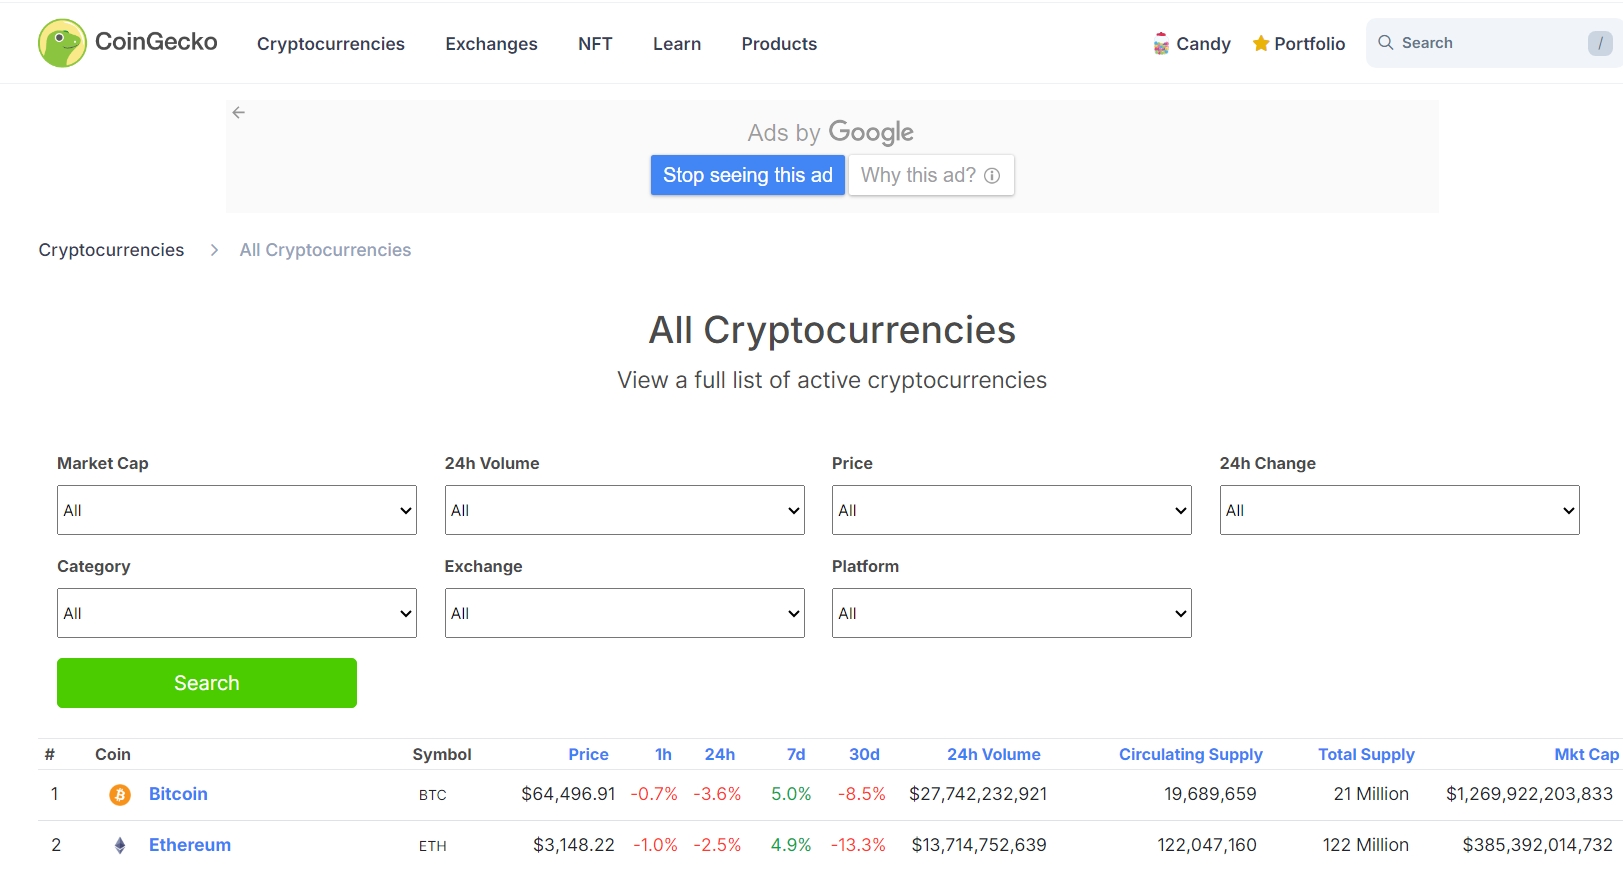 CoinGecko Cryptocurrencies Exchanges NFT Learn Products Candy Portfolio Search /
Ads by Google
Stop seeing this ad Why this ad?
Cryptocurrencies > All Cryptocurrencies
All Cryptocurrencies
View a full list of active cryptocurrencies
Market Cap 24h Volume Price 24h Change
All All All All
Category Exchange Platform
All All All
Search
# Coin Symbol Price 1h 24h 7d 30d 24h Volume Circulating Supply Total Supply Mkt Cap
1 Bitcoin BTC $64,496.91 -0.7% -3.6% 5.0% -8.5% $27,742,232,921 19,689,659 21 Million $1,269,922,203,833
2 Ethereum ETH $3,148.22 -1.0% -2.5% 4.9% -13.3% $13,714,752,639 122,047,160 122 Million $385,392,014,732